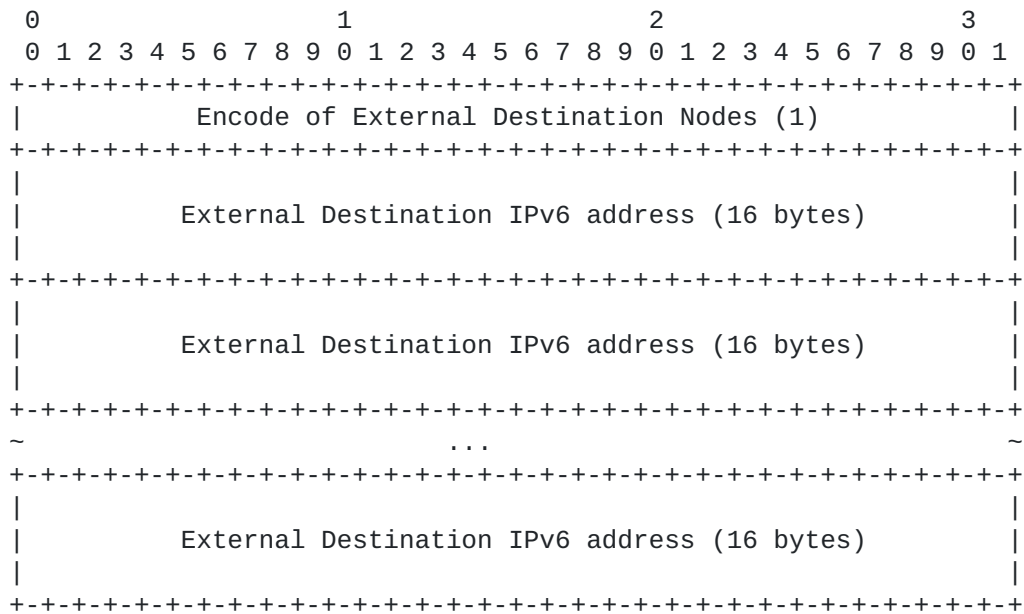 0                   1                   2                   3
 0 1 2 3 4 5 6 7 8 9 0 1 2 3 4 5 6 7 8 9 0 1 2 3 4 5 6 7 8 9 0 1
+-+-+-+-+-+-+-+-+-+-+-+-+-+-+-+-+-+-+-+-+-+-+-+-+-+-+-+-+-+-+-+-+
|           Encode of External Destination Nodes (1)            |
+-+-+-+-+-+-+-+-+-+-+-+-+-+-+-+-+-+-+-+-+-+-+-+-+-+-+-+-+-+-+-+-+
|                                                               |
|          External Destination IPv6 address (16 bytes)         |
|                                                               |
+-+-+-+-+-+-+-+-+-+-+-+-+-+-+-+-+-+-+-+-+-+-+-+-+-+-+-+-+-+-+-+-+
|                                                               |
|          External Destination IPv6 address (16 bytes)         |
|                                                               |
+-+-+-+-+-+-+-+-+-+-+-+-+-+-+-+-+-+-+-+-+-+-+-+-+-+-+-+-+-+-+-+-+
~                           ...                                 ~
+-+-+-+-+-+-+-+-+-+-+-+-+-+-+-+-+-+-+-+-+-+-+-+-+-+-+-+-+-+-+-+-+
|                                                               |
|          External Destination IPv6 address (16 bytes)         |
|                                                               |
+-+-+-+-+-+-+-+-+-+-+-+-+-+-+-+-+-+-+-+-+-+-+-+-+-+-+-+-+-+-+-+-+